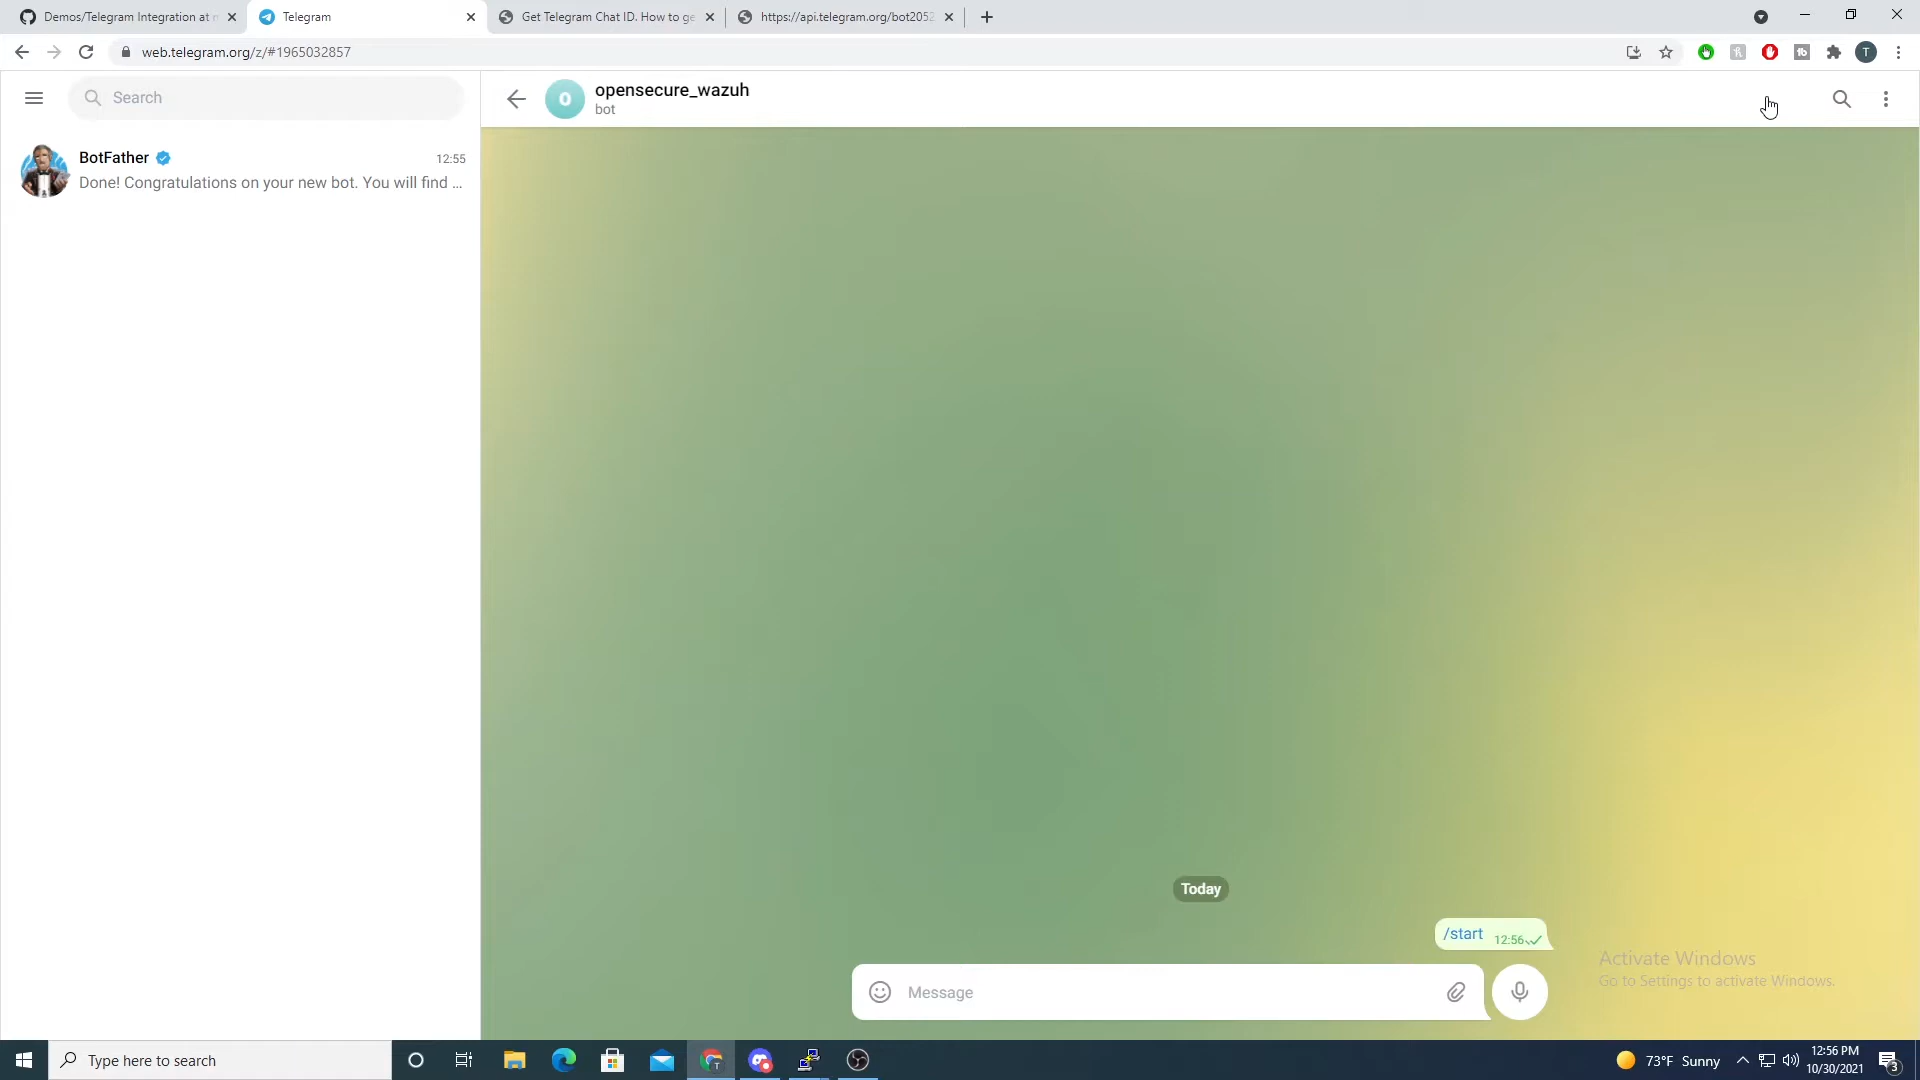 Demos/Telegram Integration at m
Telegram
Get Telegram Chat ID. How to ge
https://api.telegram.org/bot2052
web.telegram.org/z/#1965032857
T
Search
O
opensecure_wazuh
bot
BotFather
12:55
Done! Congratulations on your new bot. You will find ...
Today
/start 12:56
Message
Activate Windows
Go to Settings to activate Windows.
Type here to search
73°F Sunny
12:56 PM
10/30/2021
3